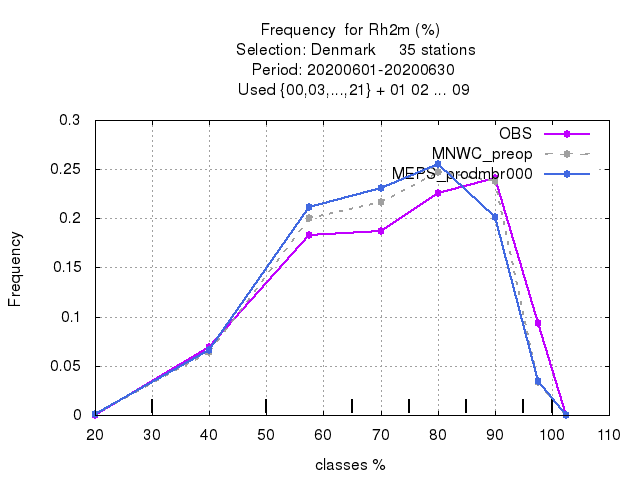 Frequency for Rh2m (%)
Selection: Denmark 35 stations
Period: 20200601-20200630
Used {00,03,...,21} + 01 02 ... 09
OBS
MNWC_preop
MEPS_prodmbr000
Frequency
0.3
0.25
0.2
0.15
0.1
0.05
0
20 30 40 50 60 70 80 90 100 110
classes %